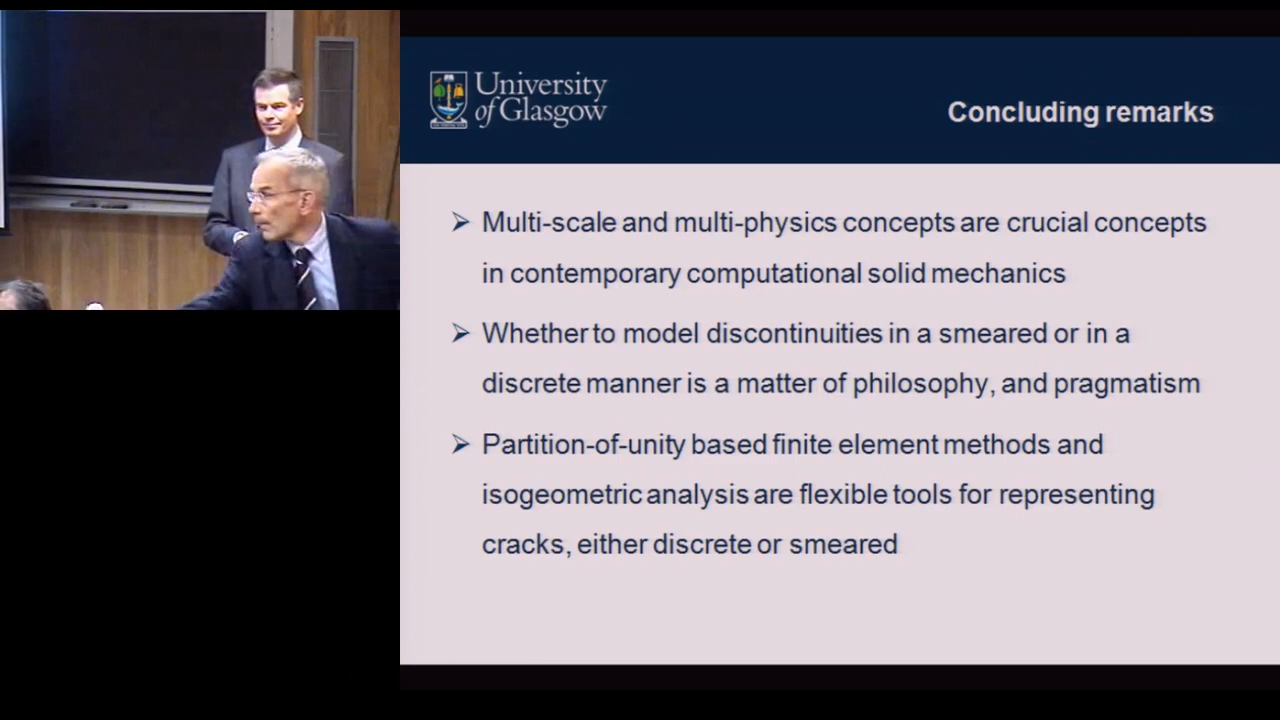 University
of Glasgow
Concluding remarks
➢ Multi-scale and multi-physics concepts are crucial concepts
in contemporary computational solid mechanics
➢ Whether to model discontinuities in a smeared or in a
discrete manner is a matter of philosophy, and pragmatism
➢ Partition-of-unity based finite element methods and
isogeometric analysis are flexible tools for representing
cracks, either discrete or smeared